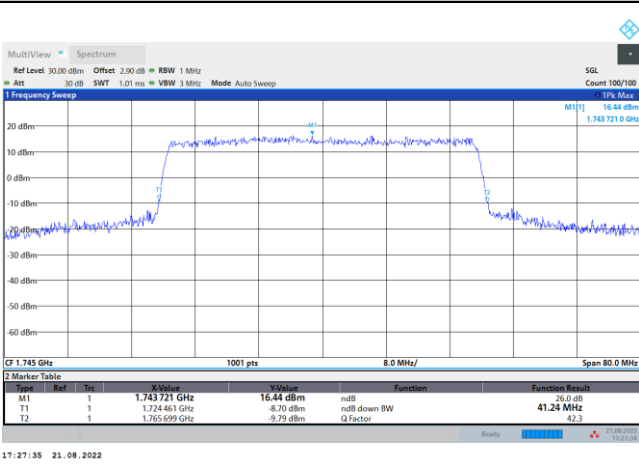 MultiView Spectrum
Ref Level 30.00 dBm Offset 2.90 dB RBW 1 MHz SGL
Att 30 dB SWT 1.01 ms VBW 3 MHz Mode Auto Sweep Count 100/100
1 Frequency Sweep 1Pk Max
M1[1] 16.44 dBm
1.743 721 0 GHz
M1
20 dBm
10 dBm
0 dBm
T1 T2
-10 dBm
-20 dBm
-30 dBm
-40 dBm
-50 dBm
-60 dBm
CF 1.745 GHz 1001 pts 8.0 MHz/ Span 80.0 MHz
2 Marker Table
Type Ref Trc X-Value Y-Value Function Function Result
M1 1 1.743 721 GHz 16.44 dBm ndB 26.0 dB
T1 1 1.724 461 GHz -8.70 dBm ndB down BW 41.24 MHz
T2 1 1.765 699 GHz -9.79 dBm Q Factor 42.3
Ready 21.08.2022
17:27:34
17:27:35 21.08.2022